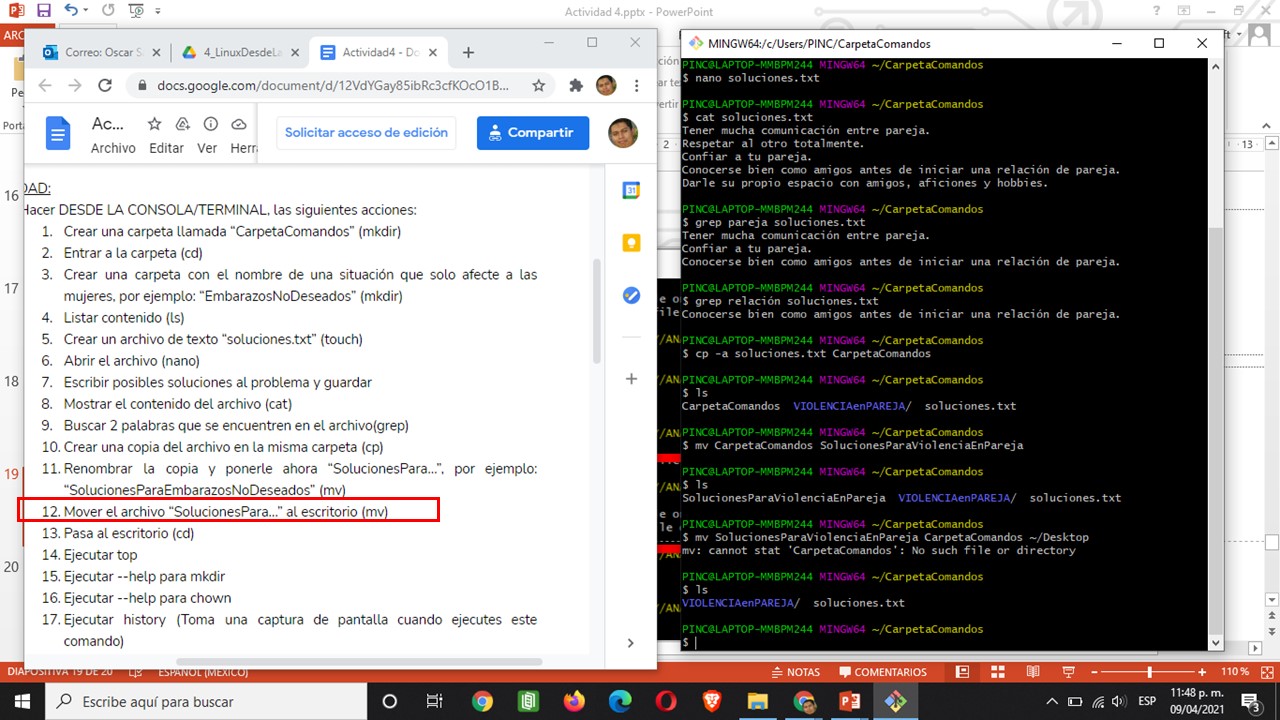 Actividad 4.pptx - PowerPoint
ARC
Correo: Oscar S
4_LinuxDesdeLa
Actividad4 - Do
docs.google.com/document/d/12VdYGay85ibRc3cfKOcO1B...
Ac...
Archivo
Editar
Ver
Herra
Solicitar acceso de edición
Compartir
DAD:
Hacer DESDE LA CONSOLA/TERMINAL, las siguientes acciones:
1. Crear una carpeta llamada “CarpetaComandos” (mkdir)
2. Entrar a la carpeta (cd)
3. Crear una carpeta con el nombre de una situación que solo afecte a las
mujeres, por ejemplo: “EmbarazosNoDeseados” (mkdir)
4. Listar contenido (ls)
5. Crear un archivo de texto “soluciones.txt” (touch)
6. Abrir el archivo (nano)
7. Escribir posibles soluciones al problema y guardar
8. Mostrar el contenido del archivo (cat)
9. Buscar 2 palabras que se encuentren en el archivo(grep)
10. Crear copia del archivo en la misma carpeta (cp)
11. Renombrar la copia y ponerle ahora “SolucionesPara...”, por ejemplo:
“SolucionesParaEmbarazosNoDeseados” (mv)
12. Mover el archivo “SolucionesPara...” al escritorio (mv)
13. Pasa al escritorio (cd)
14. Ejecutar top
15. Ejecutar --help para mkdir
16. Ejecutar --help para chown
17. Ejecutar history (Toma una captura de pantalla cuando ejecutes este
comando)
16
17
18
19
20
MINGW64:/c/Users/PINC/CarpetaComandos
PINC@LAPTOP-MMBPM244 MINGW64 ~/CarpetaComandos
$ nano soluciones.txt
PINC@LAPTOP-MMBPM244 MINGW64 ~/CarpetaComandos
$ cat soluciones.txt
Tener mucha comunicación entre pareja.
Respetar al otro totalmente.
Confiar a tu pareja.
Conocerse bien como amigos antes de iniciar una relación de pareja.
Darle su propio espacio con amigos, aficiones y hobbies.
PINC@LAPTOP-MMBPM244 MINGW64 ~/CarpetaComandos
$ grep pareja soluciones.txt
Tener mucha comunicación entre pareja.
Confiar a tu pareja.
Conocerse bien como amigos antes de iniciar una relación de pareja.
PINC@LAPTOP-MMBPM244 MINGW64 ~/CarpetaComandos
$ grep relación soluciones.txt
Conocerse bien como amigos antes de iniciar una relación de pareja.
PINC@LAPTOP-MMBPM244 MINGW64 ~/CarpetaComandos
$ cp -a soluciones.txt CarpetaComandos
PINC@LAPTOP-MMBPM244 MINGW64 ~/CarpetaComandos
$ ls
CarpetaComandos VIOLENCIAenPAREJA/ soluciones.txt
PINC@LAPTOP-MMBPM244 MINGW64 ~/CarpetaComandos
$ mv CarpetaComandos SolucionesParaViolenciaEnPareja
PINC@LAPTOP-MMBPM244 MINGW64 ~/CarpetaComandos
$ ls
SolucionesParaViolenciaEnPareja VIOLENCIAenPAREJA/ soluciones.txt
PINC@LAPTOP-MMBPM244 MINGW64 ~/CarpetaComandos
$ mv SolucionesParaViolenciaEnPareja CarpetaComandos ~/Desktop
mv: cannot stat 'CarpetaComandos': No such file or directory
PINC@LAPTOP-MMBPM244 MINGW64 ~/CarpetaComandos
$ ls
VIOLENCIAenPAREJA/ soluciones.txt
PINC@LAPTOP-MMBPM244 MINGW64 ~/CarpetaComandos
$
DIAPOSITIVA 19 DE 20
ESPAÑOL (MÉXICO)
NOTAS
COMENTARIOS
110 %
Escribe aquí para buscar
ESP
11:48 p. m.
09/04/2021
3